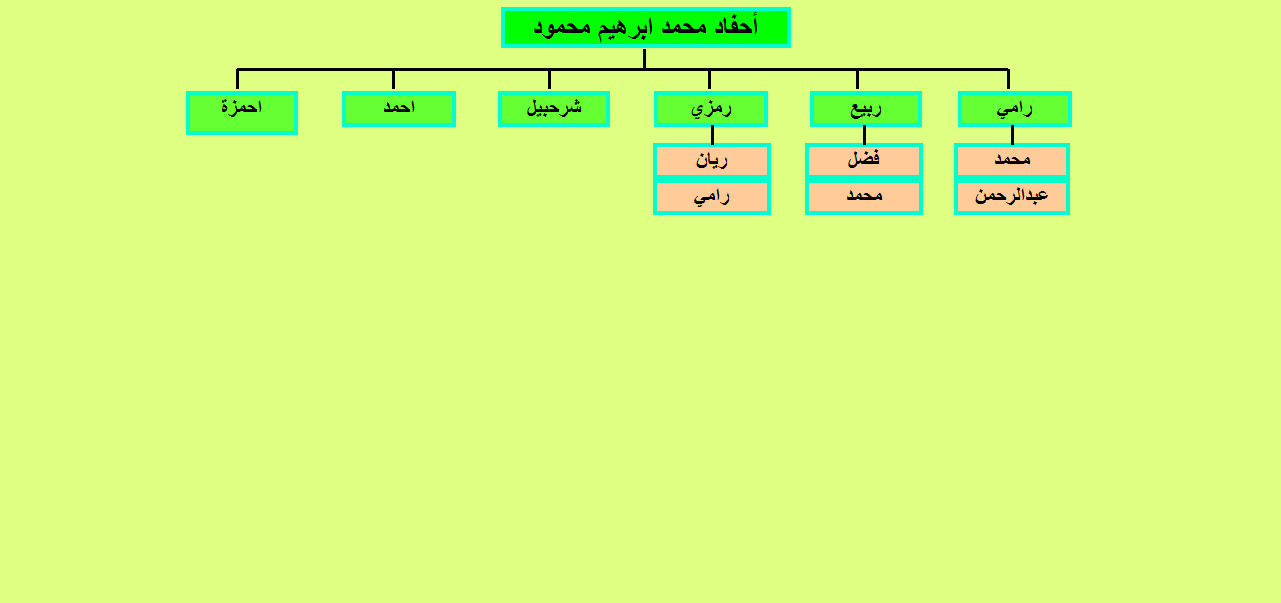 أحفاد محمد ابرهيم محمود
رامي
ربيع
رمزي
شرحبيل
احمد
احمزة
محمد
فضل
ريان
عبدالرحمن
محمد
رامي